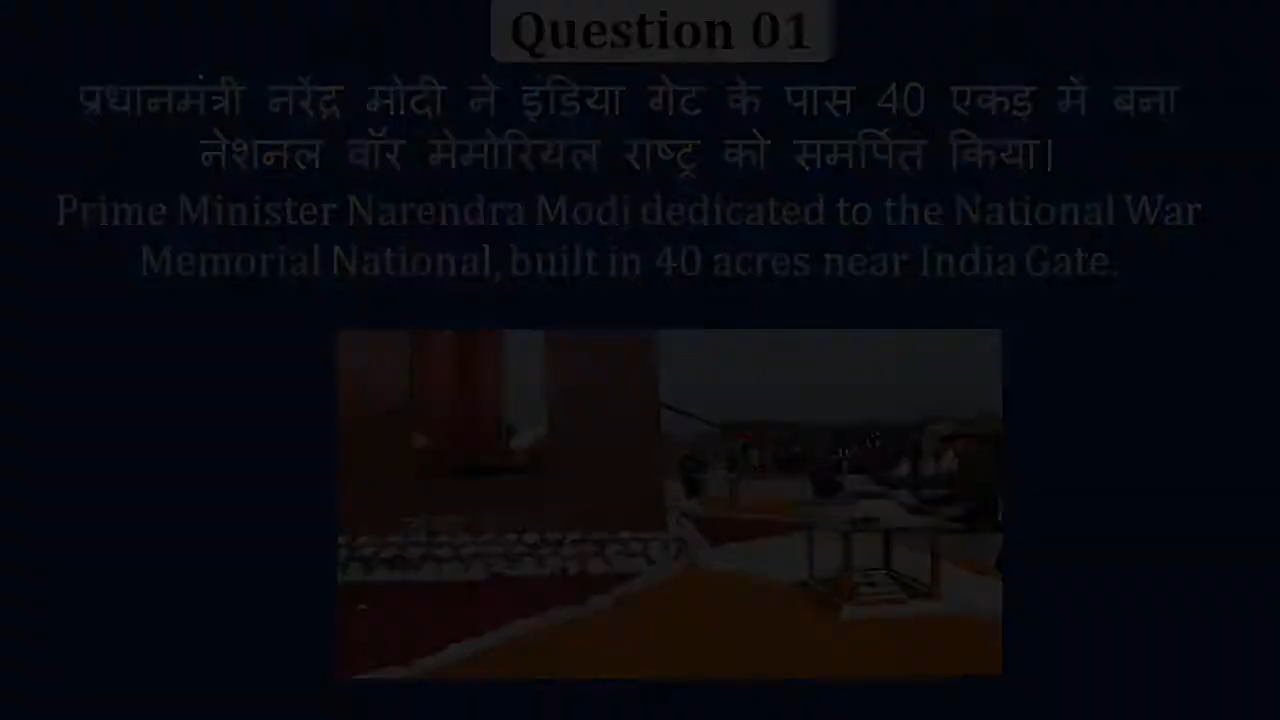 Question 01
प्रधानमंत्री नरेंद्र मोदी ने इंडिया गेट के पास 40 एकड़ में बना
नेशनल वॉर मेमोरियल राष्ट्र को समर्पित किया।
Prime Minister Narendra Modi dedicated to the National War
Memorial National, built in 40 acres near India Gate.